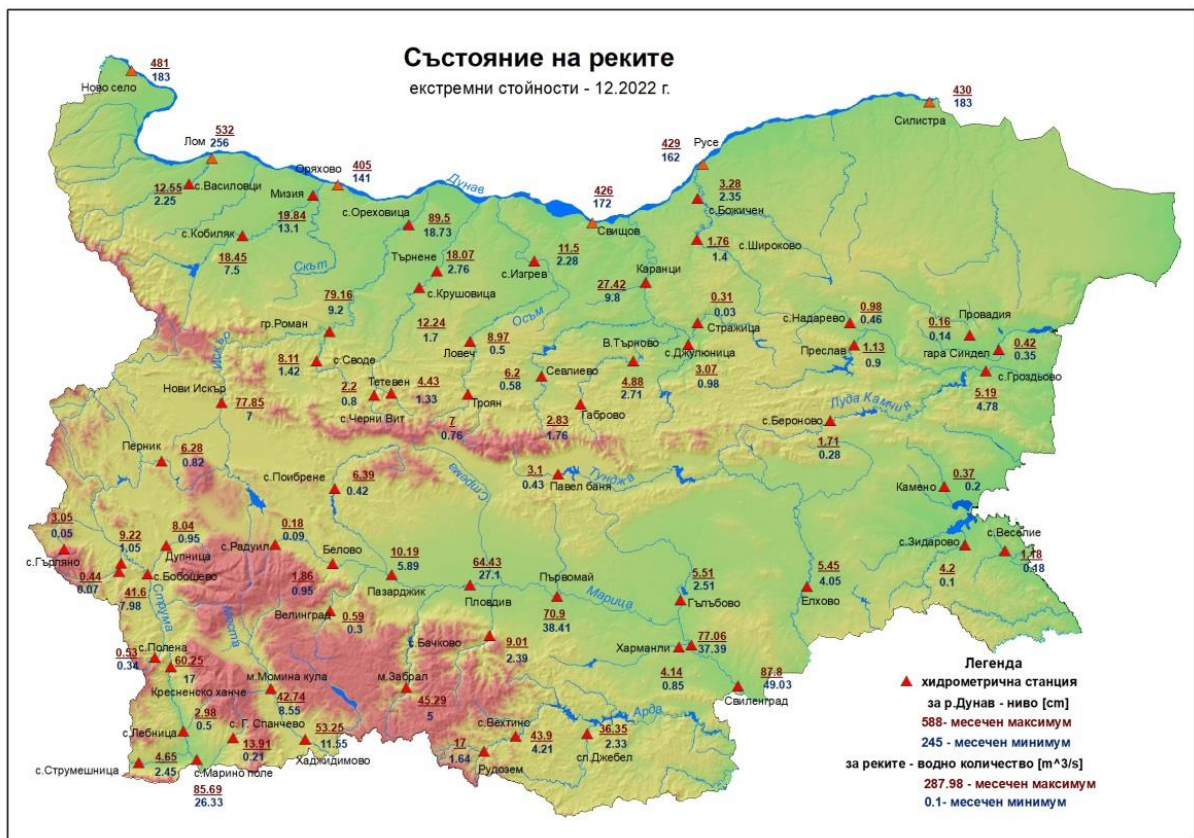 Състояние на реките
екстремни стойности - 12.2022 г.
481
183
Ново село
430
183
Силистра
532
256
Лом
Оряхово
405
141
429
162
Русе
Дунав
426
172
Свищов
12.55
2.25
с.Василовци
Мизия
19.84
13.1
с.Ореховица
89.5
18.73
3.28
2.35
с.Божичен
с.Кобиляк
18.45
7.5
Скът
Търнене
18.07
2.76
с.Крушовица
11.5
2.28
с.Изгрев
1.76
1.4
с.Широково
Каранци
27.42
9.8
79.16
9.2
гр.Роман
12.24
1.7
Осъм
0.31
0.03
Стражица
0.98
0.46
с.Надарево
Провадия
0.16
0.14
гара Синдел
0.42
0.35
Искър
8.11
1.42
с.Своде
Ловеч
8.97
0.5
В.Търново
с.Джулюница
3.07
0.98
Преслав
1.13
0.9
с.Гроздьово
5.19
4.78
Нови Искър
77.85
7
2.2
0.8
Тетевен
4.43
1.33
с.Черни Вит
6.2
0.58
Севлиево
4.88
2.71
Троян
7
0.76
Габрово
2.83
1.76
Луда Камчия
с.Бероново
1.71
0.28
Перник
6.28
0.82
с.Поибрене
6.39
0.42
Стряма
3.1
0.43
Павел баня
Тунджа
0.37
0.2
Камено
3.05
0.05
с.Гърляно
9.22
1.05
8.04
0.95
Дупница
0.18
0.09
с.Радуил
Белово
1.86
0.95
10.19
5.89
Пазарджик
64.43
27.1
Пловдив
Първомай
70.9
38.41
Марица
5.51
2.51
Гълъбово
5.45
4.05
Елхово
с.Зидарово
4.2
0.1
с.Веселие
1.18
0.48
0.44
0.07
с.Бобошево
41.6
7.98
Струма
Места
Велинград
0.59
0.3
с.Бачково
9.01
2.39
Харманли
77.06
37.39
4.14
0.85
87.8
49.03
Свиленград
0.53
0.34
с.Полена
60.25
17
Кресненско ханче
м.Момина кула
42.74
8.55
м.Забрал
45.29
5
2.98
0.5
с.Лебница
с. Г. Спанчево
13.91
0.21
53.25
11.55
Хаджидимово
с.Вехтино
43.9
4.21
17
1.64
Рудозем
Арда
36.35
2.33
сп.Джебел
с.Струмешница
4.65
2.45
с.Марино поле
85.69
26.33
Легенда
хидрометрична станция
за р.Дунав - ниво [cm]
588- месечен максимум
245 - месечен минимум
за реките - водно количество [m^3/s]
287.98 - месечен максимум
0.1- месечен минимум